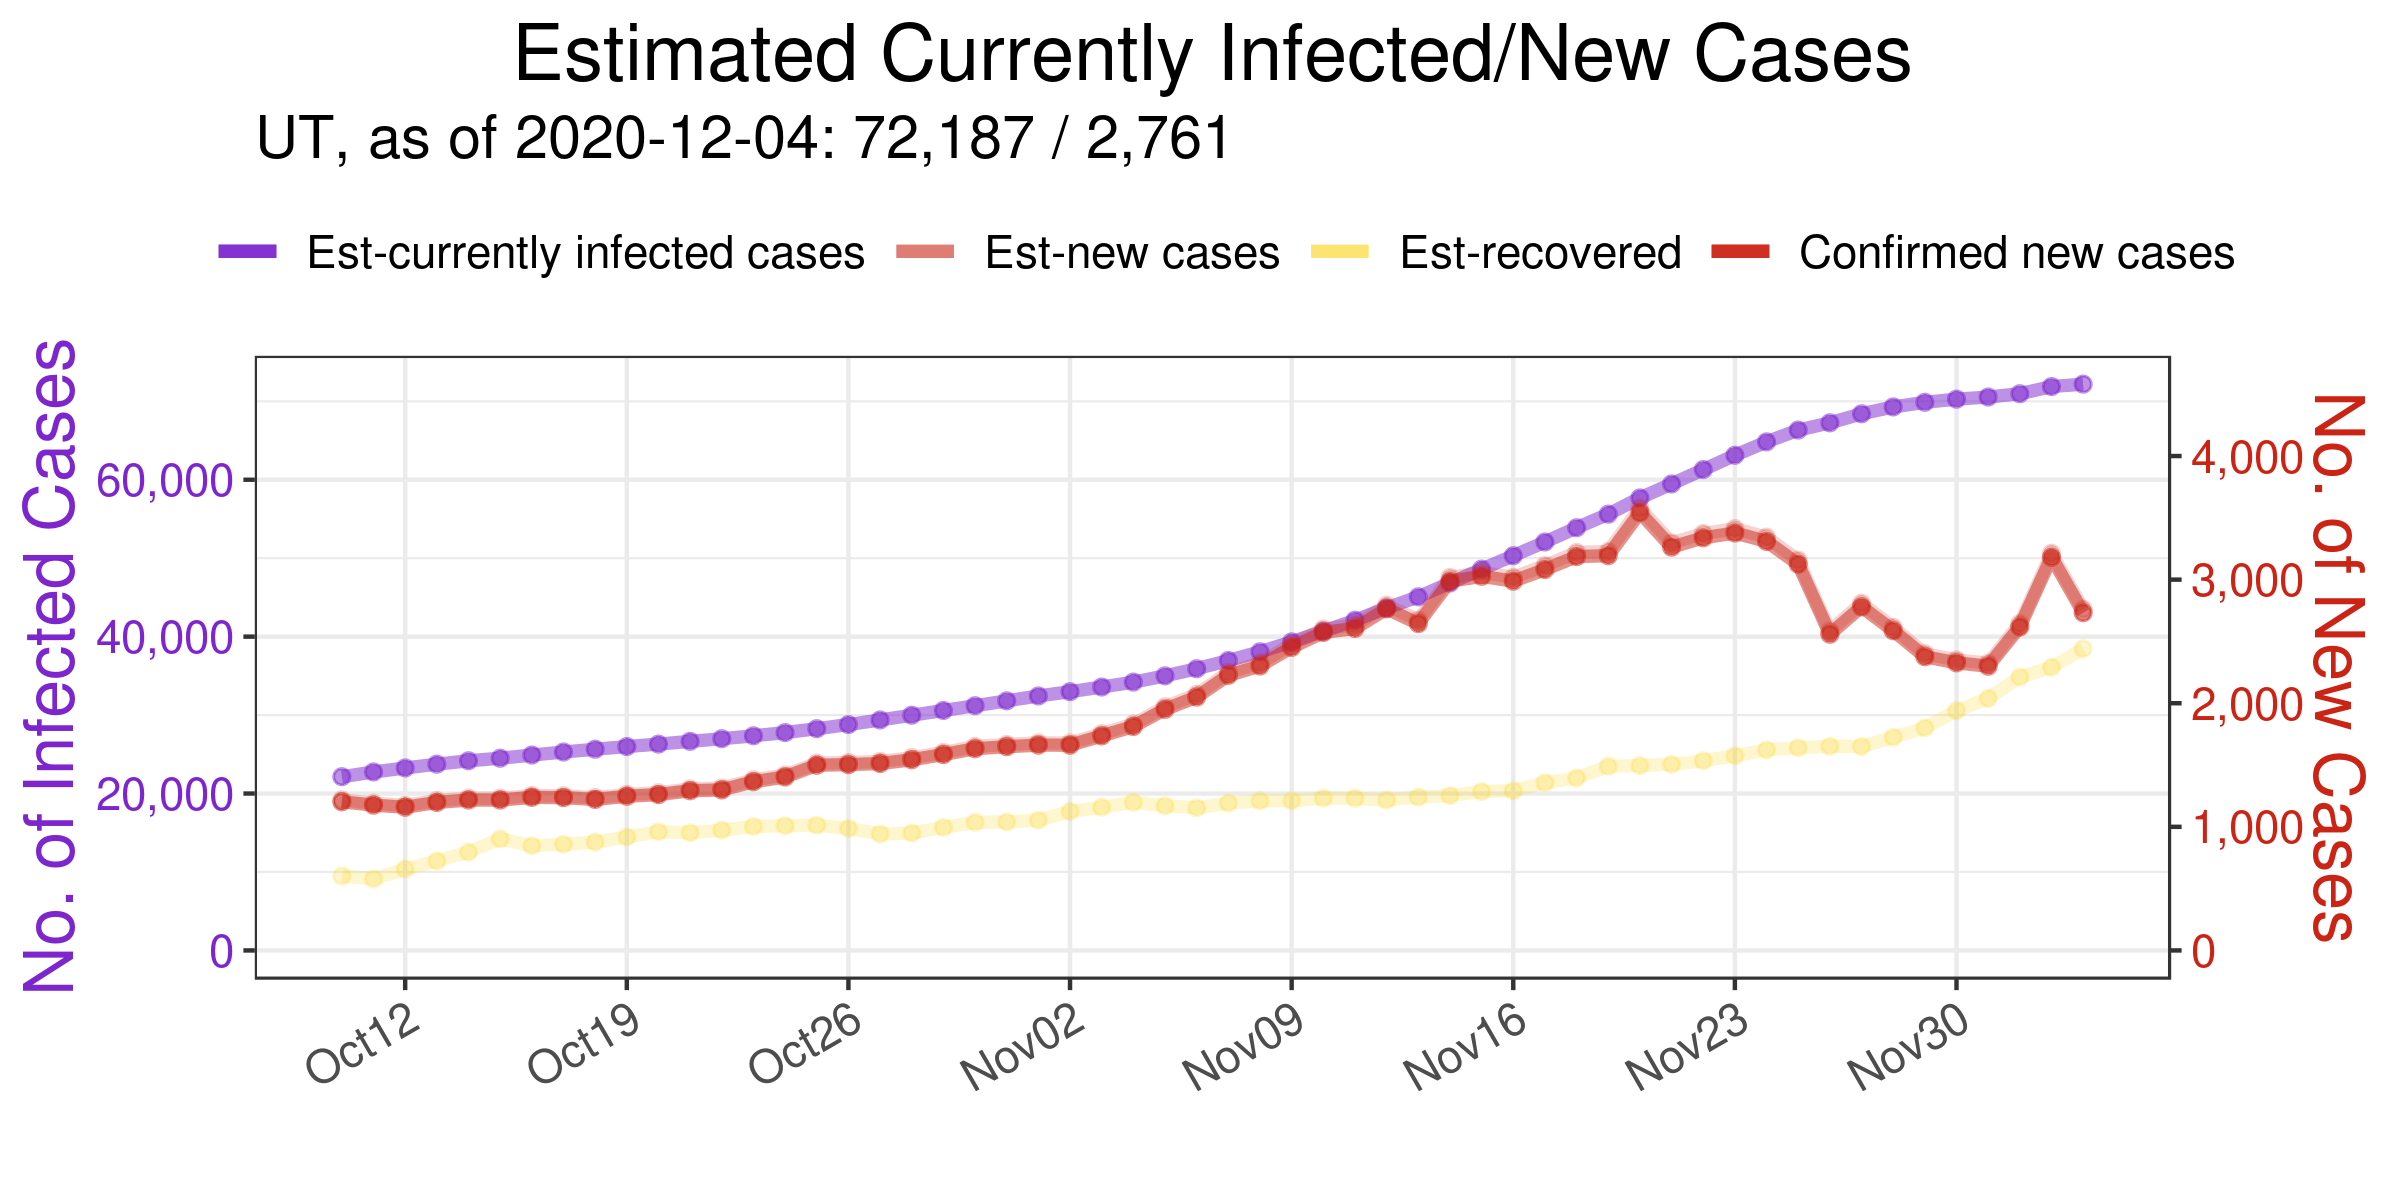 Estimated Currently Infected/New Cases
UT, as of 2020-12-04: 72,187 / 2,761
Est-currently infected cases Est-new cases Est-recovered Confirmed new cases
No. of Infected Cases
60,000
40,000
20,000
0
4,000
3,000
2,000
1,000
0
No. of New Cases
Oct12 Oct19 Oct26 Nov02 Nov09 Nov16 Nov23 Nov30